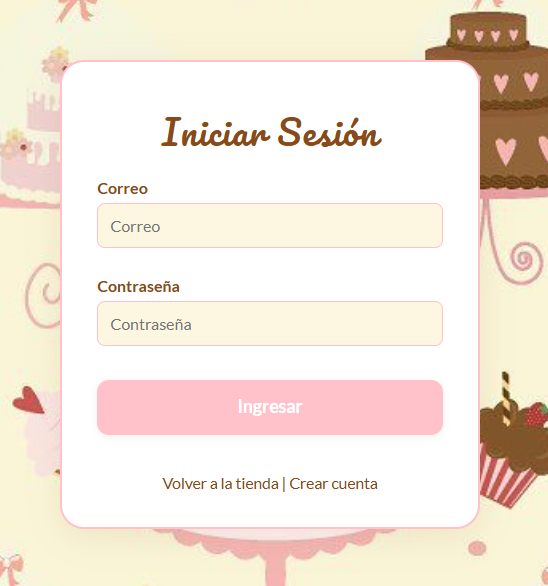 Iniciar Sesión
Correo
Correo
Contraseña
Contraseña
Ingresar
Volver a la tienda | Crear cuenta